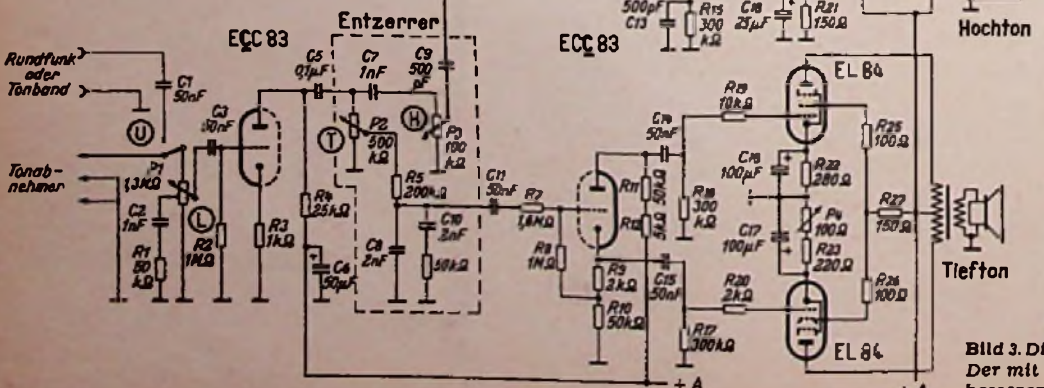 500pF
C13
R15
300
kΩ
C18
25µF
R21
150Ω
Hochton
Entzerrer
ECC 83
ECC 83
EL 84
Rundfunk
oder
Tonband
C1
50nF
U
C3
50nF
C5
0,1µF
C7
1nF
C9
500
pF
H
T
P2
500
kΩ
P3
100
kΩ
Tonab-
nehmer
P1
1,3MΩ
L
C2
1nF
R1
50
kΩ
R2
1MΩ
R3
1kΩ
R4
25kΩ
C6
50µF
R5
200kΩ
C8
2nF
C10
2nF
50kΩ
C11
50nF
R7
R8
1MΩ
R9
2kΩ
R10
50kΩ
R11
50kΩ
R12
5kΩ
C14
50nF
C15
50nF
R19
10kΩ
R18
300
kΩ
R17
300kΩ
R20
2kΩ
C16
100µF
C17
100µF
R22
P4
100Ω
R23
220Ω
R25
100Ω
R27
150Ω
R26
100Ω
Tiefton
EL 84
+ A
+ A
Bild 3. Di
Der mit